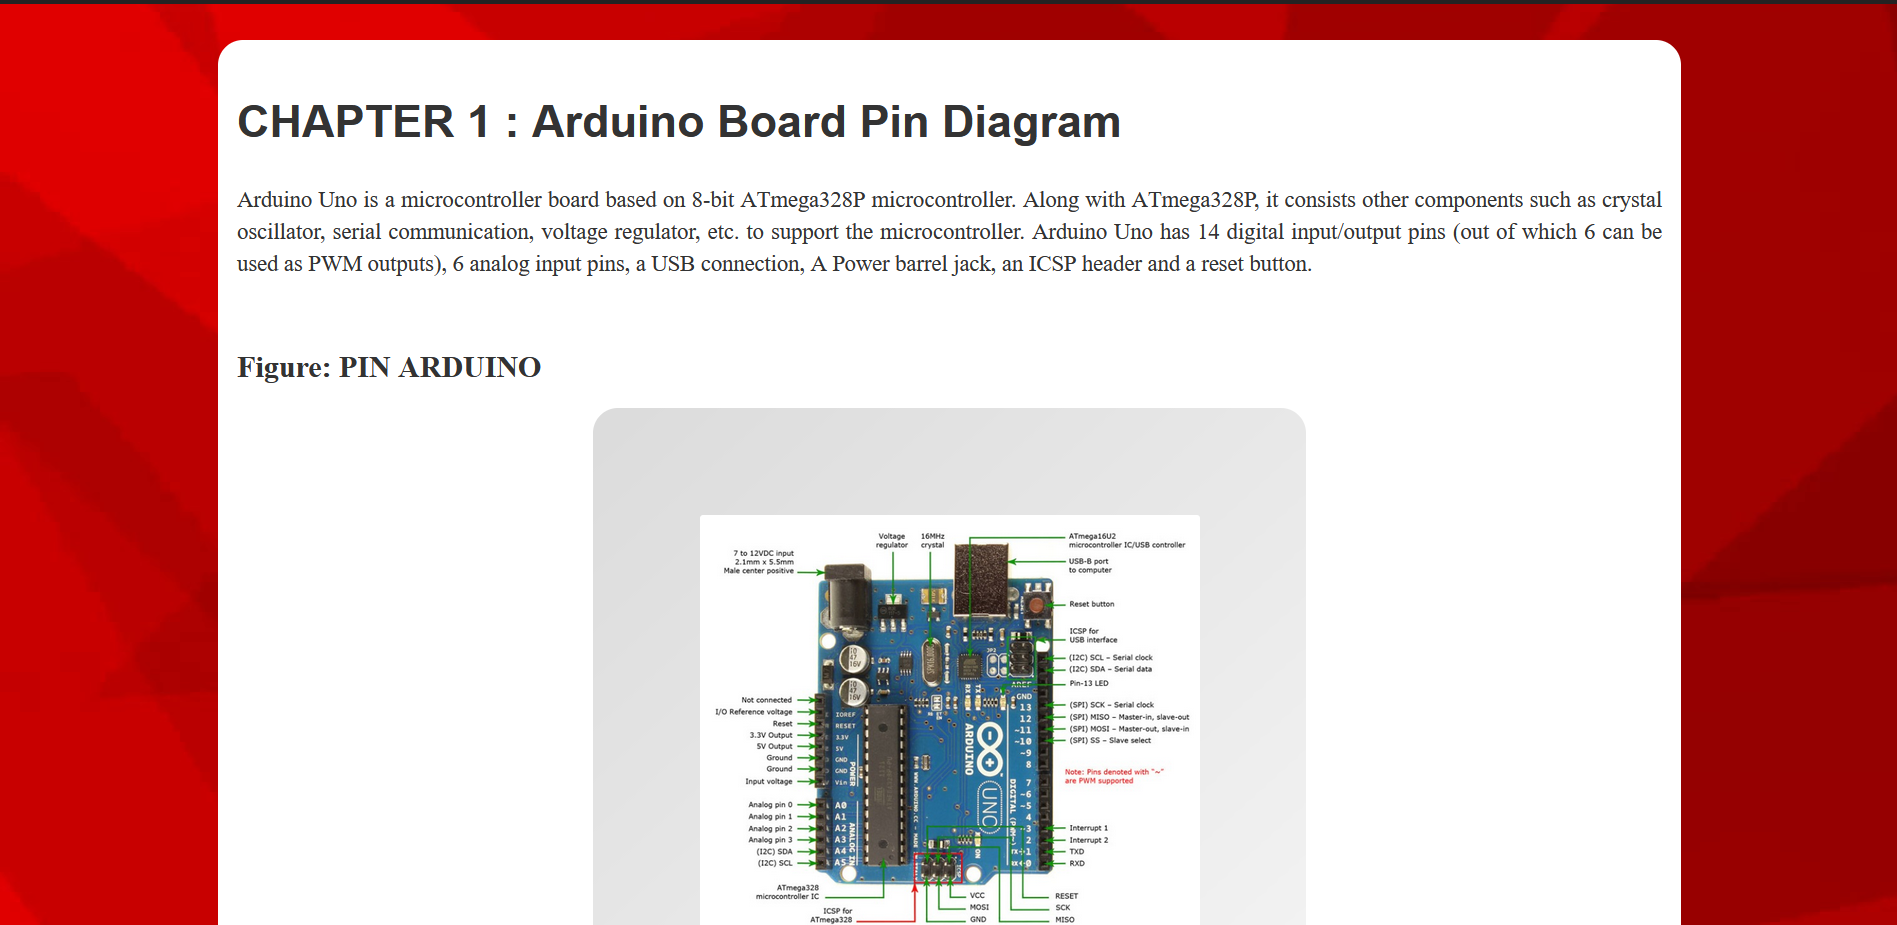 CHAPTER 1 : Arduino Board Pin Diagram
Arduino Uno is a microcontroller board based on 8-bit ATmega328P microcontroller. Along with ATmega328P, it consists other components such as crystal
oscillator, serial communication, voltage regulator, etc. to support the microcontroller. Arduino Uno has 14 digital input/output pins (out of which 6 can be
used as PWM outputs), 6 analog input pins, a USB connection, A Power barrel jack, an ICSP header and a reset button.
Figure: PIN ARDUINO
Voltage
regulator
16MHz
crystal
ATmega16U2
microcontroller IC/USB controller
7 to 12VDC input
2.1mm x 5.5mm
Male center positive
USB-B port
to computer
Reset button
ICSP for
USB interface
(I2C) SCL – Serial clock
(I2C) SDA – Serial data
Pin-13 LED
(SPI) SCK – Serial clock
(SPI) MISO – Master-in, slave-out
(SPI) MOSI – Master-out, slave-in
(SPI) SS – Slave select
Note: Pins denoted with "~"
are PWM supported
Interrupt 1
Interrupt 2
TXD
RXD
Not connected
I/O Reference voltage
Reset
3.3V Output
5V Output
Ground
Ground
Input voltage
Analog pin 0
Analog pin 1
Analog pin 2
Analog pin 3
(I2C) SDA
(I2C) SCL
IOREF
RESET
3.3V
5V
GND
GND
Vin
POWER
A0
A1
A2
A3
A4
A5
ANALOG IN
10
47
16V
10
47
16V
JP2
TX
RX
ARDUINO
UNO
AREF
GND
13
12
~11
~10
~9
8
7
~6
~5
4
~3
2
TX→1
RX←0
ON
ICSP
ATmega328
microcontroller IC
ICSP for
ATmega328
VCC
MOSI
GND
RESET
SCK
MISO